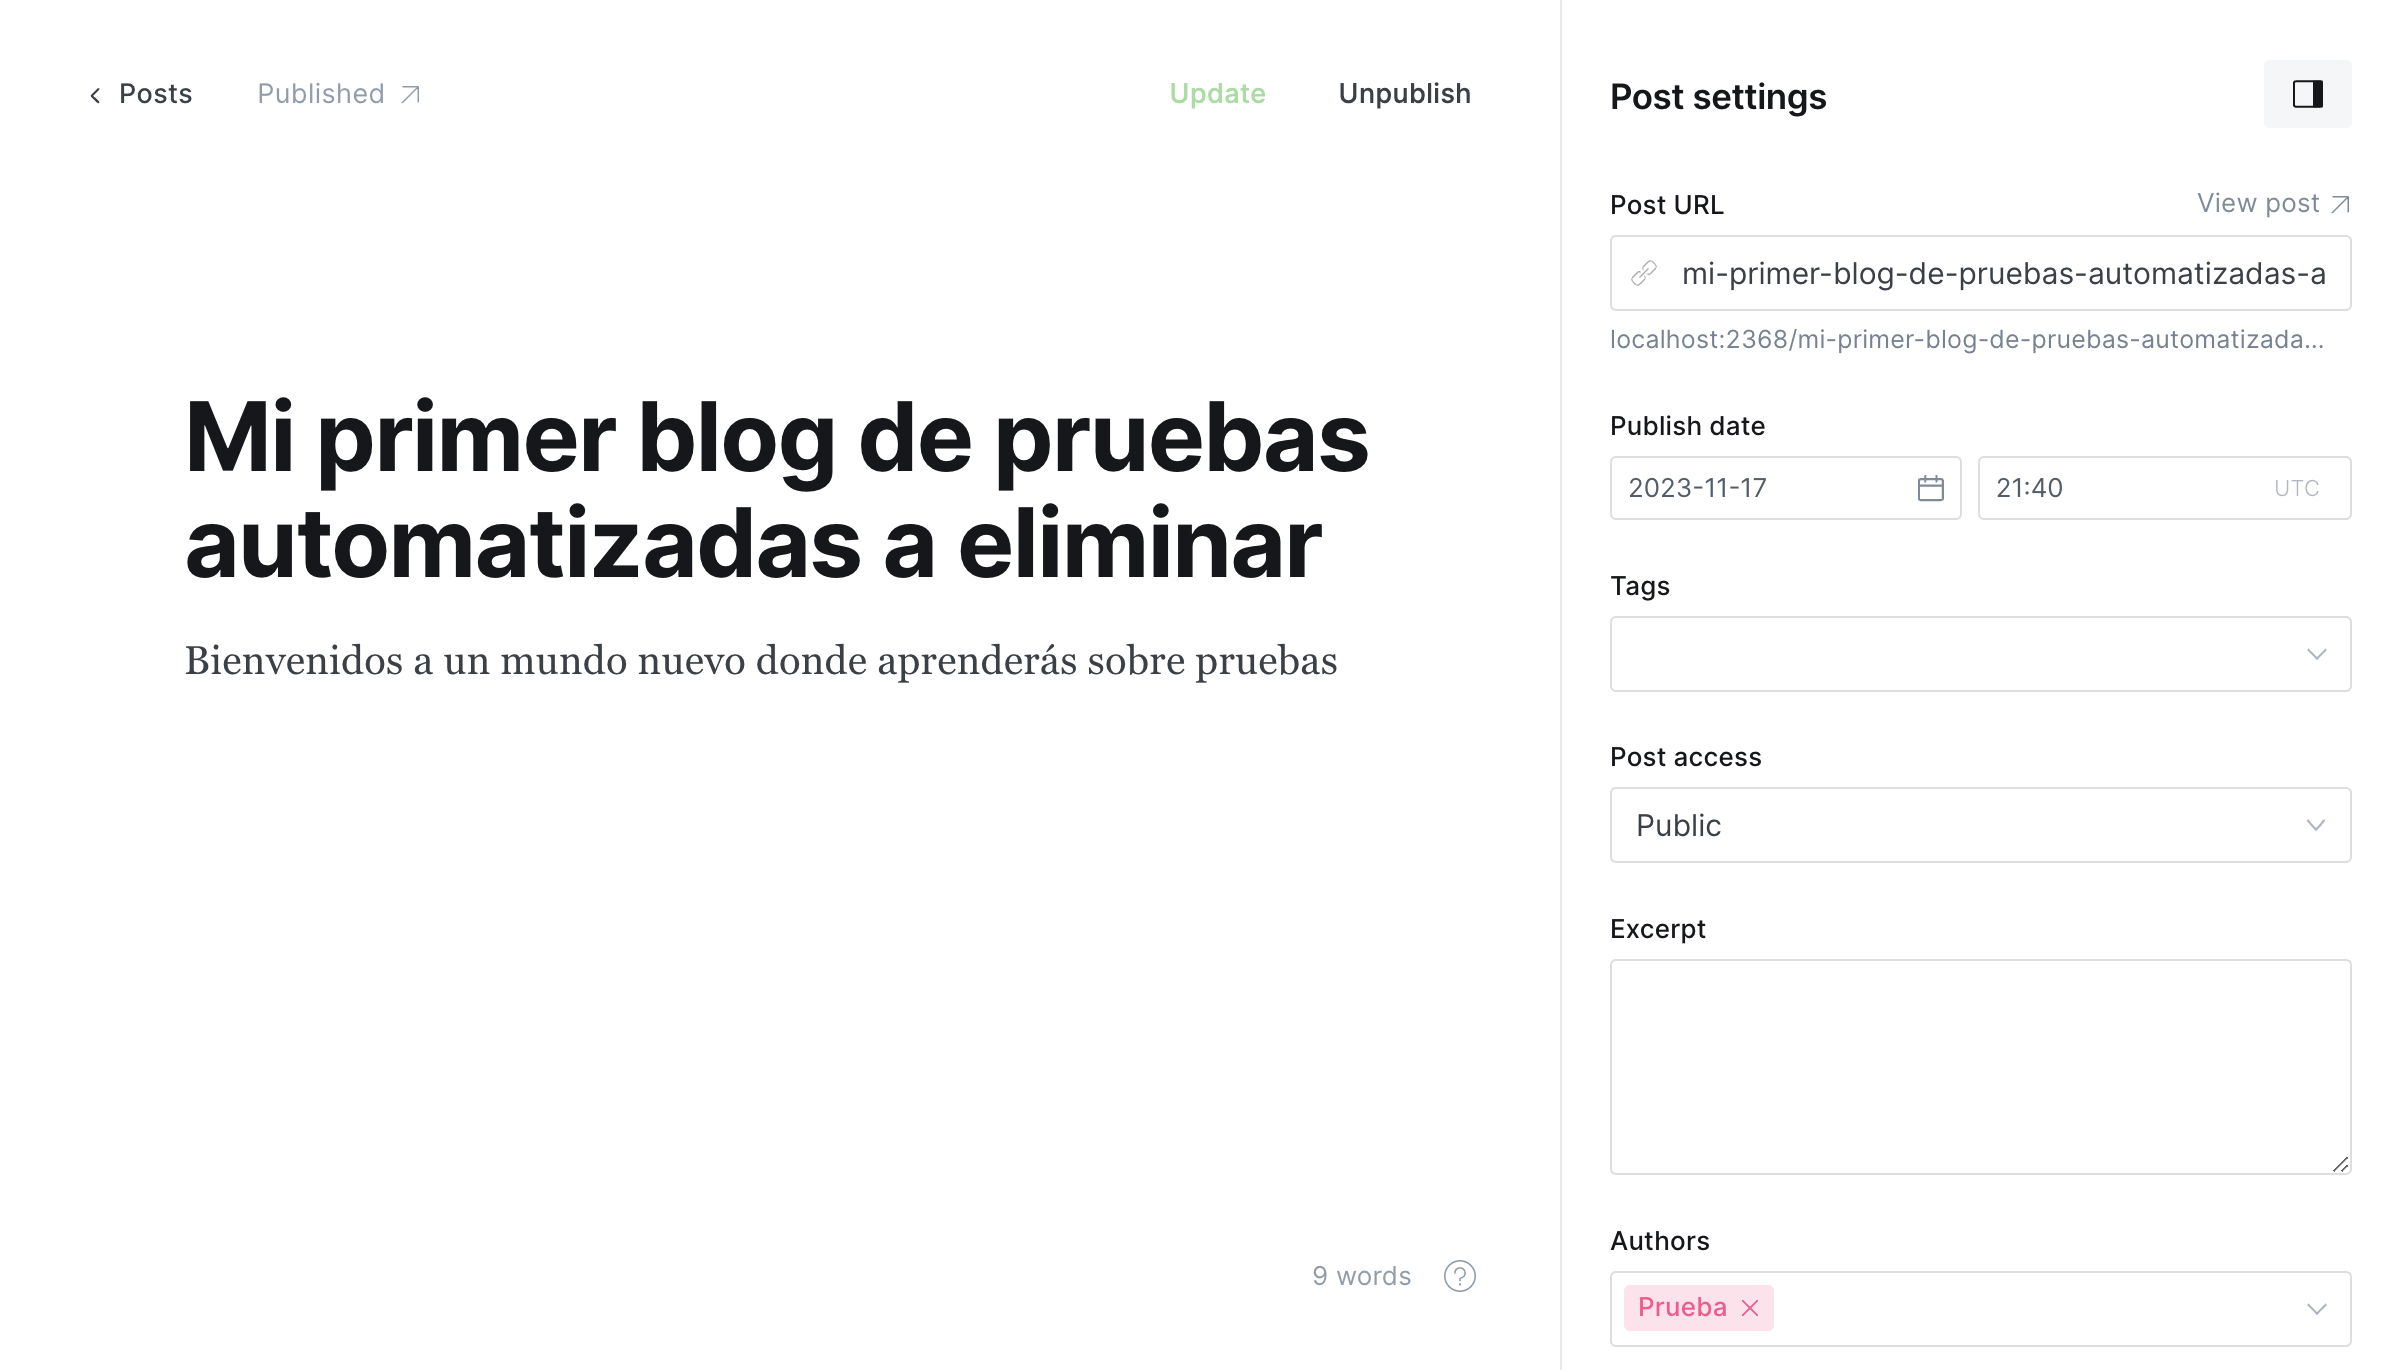 Posts
Published
Update
Unpublish
Mi primer blog de pruebas
automatizadas a eliminar
Bienvenidos a un mundo nuevo donde aprenderás sobre pruebas
9 words
?
Post settings
Post URL
View post
mi-primer-blog-de-pruebas-automatizadas-a
localhost:2368/mi-primer-blog-de-pruebas-automatizada...
Publish date
2023-11-17
21:40 UTC
Tags
Post access
Public
Excerpt
Authors
Prueba